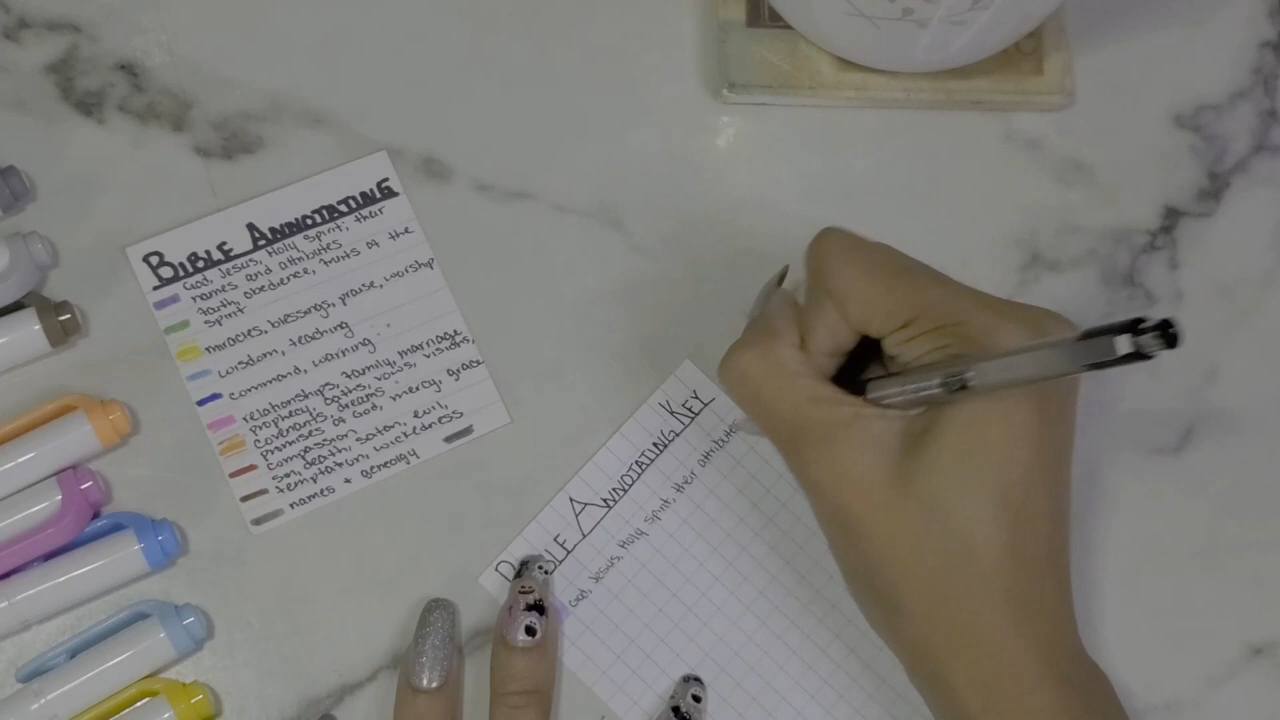 BIBLE ANNOTATING
God, Jesus, Holy Spirit; their
names and attributes
faith, obedience, fruits of the
spirit
miracles, blessings, praise, worship
wisdom, teaching
command, warning
relationships, family, marriage
prophecy, oaths, vows, visions,
covenants, dreams
promises of God, mercy, grace
compassion
sin, death, satan, evil,
temptation, wickedness
names + geneolgy
BIBLE ANNOTATING KEY
God, Jesus, Holy Spirit, their attributes